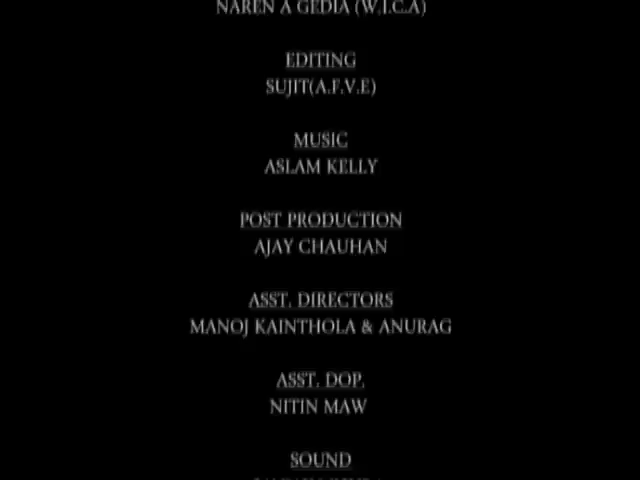 NAREN A GEDIA (W.I.C.A)
EDITING
SUJIT(A.F.V.E)
MUSIC
ASLAM KELLY
POST PRODUCTION
AJAY CHAUHAN
ASST. DIRECTORS
MANOJ KAINTHOLA & ANURAG
ASST. DOP.
NITIN MAW
SOUND